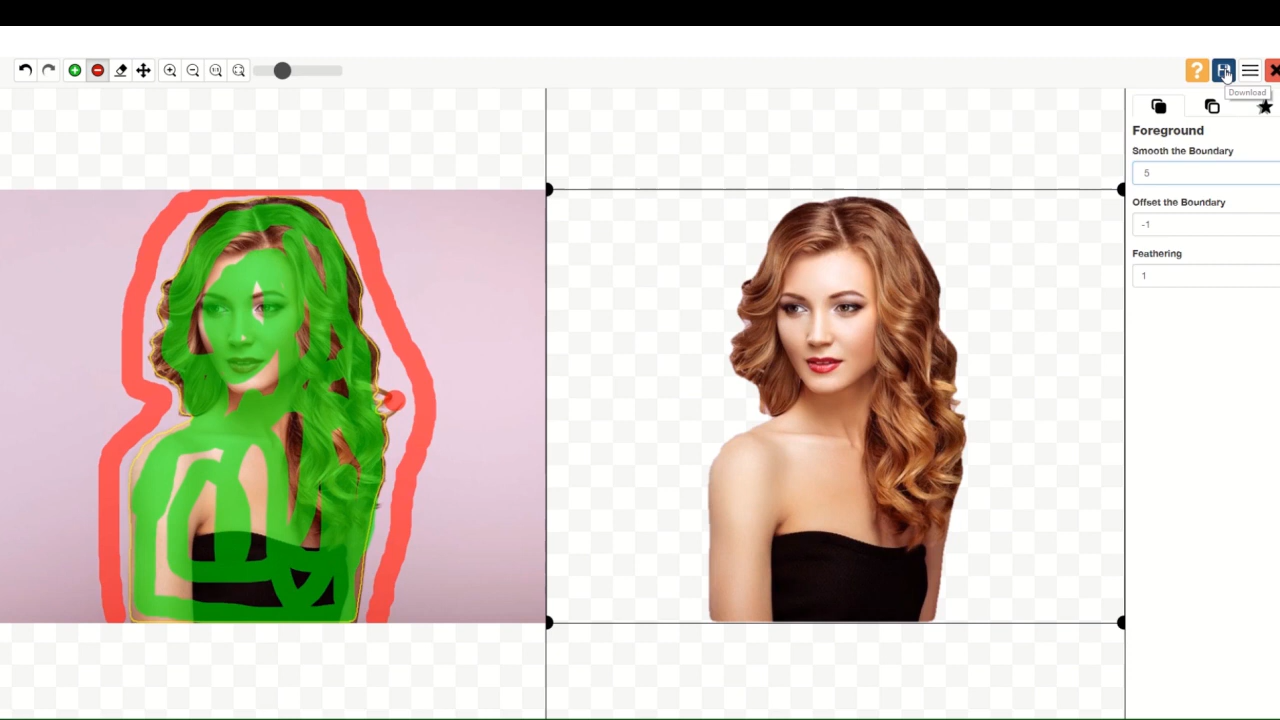 ?
Download
Foreground
Smooth the Boundary
5
Offset the Boundary
-1
Feathering
1